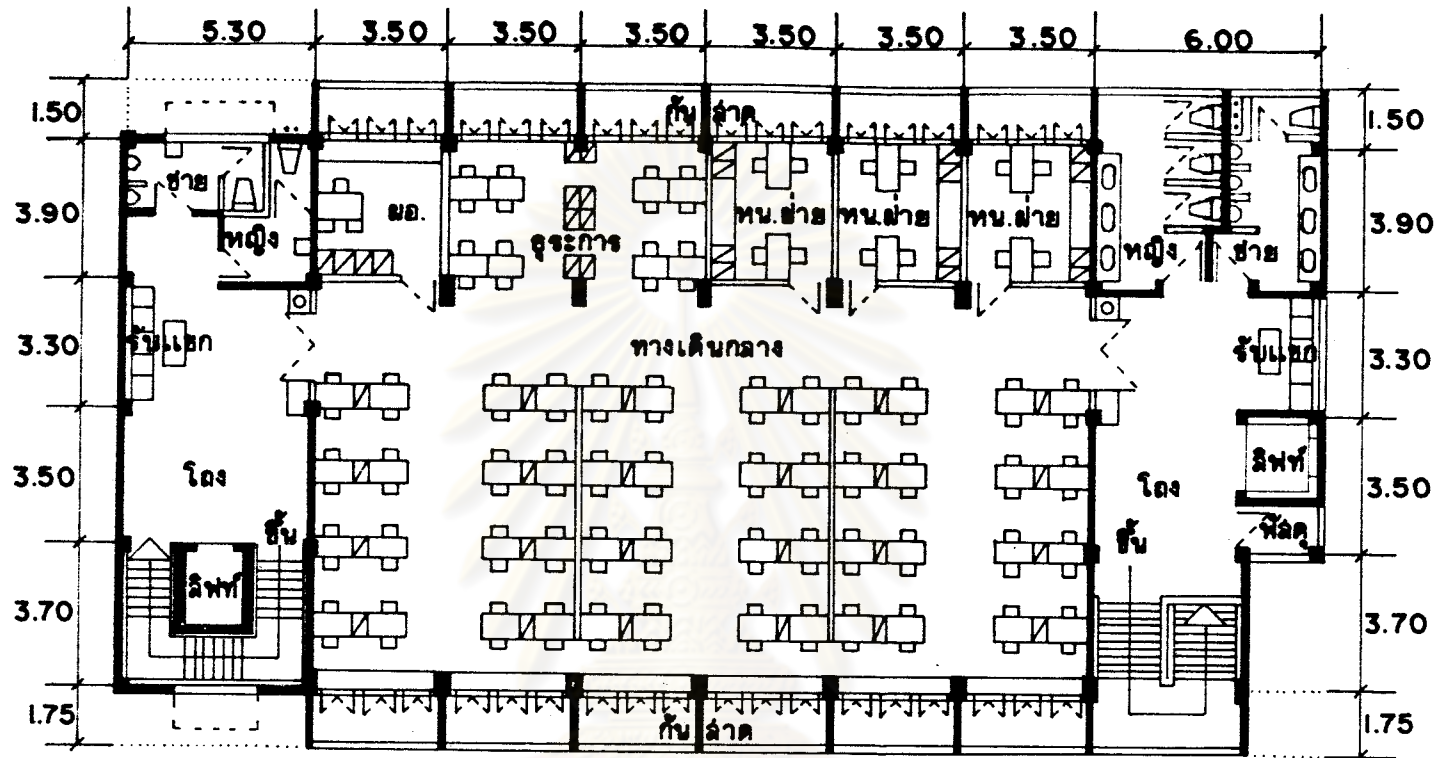 5.30 3.50 3.50 3.50 3.50 3.50 3.50 6.00
1.50 1.50
กันสาด
ชาย
3.90 ผอ. 3.90
ทน.ฝ่าย ทน.ฝ่าย ทน.ฝ่าย
หญิง ธุระการ หญิง ชาย
3.30 รับแขก ทางเดินกลาง รับแขก 3.30
ลิฟท์
3.50 โถง โถง 3.50
ขึ้น ขึ้น พัสดุ
ลิฟท์
3.70 3.70
1.75 กันสาด 1.75